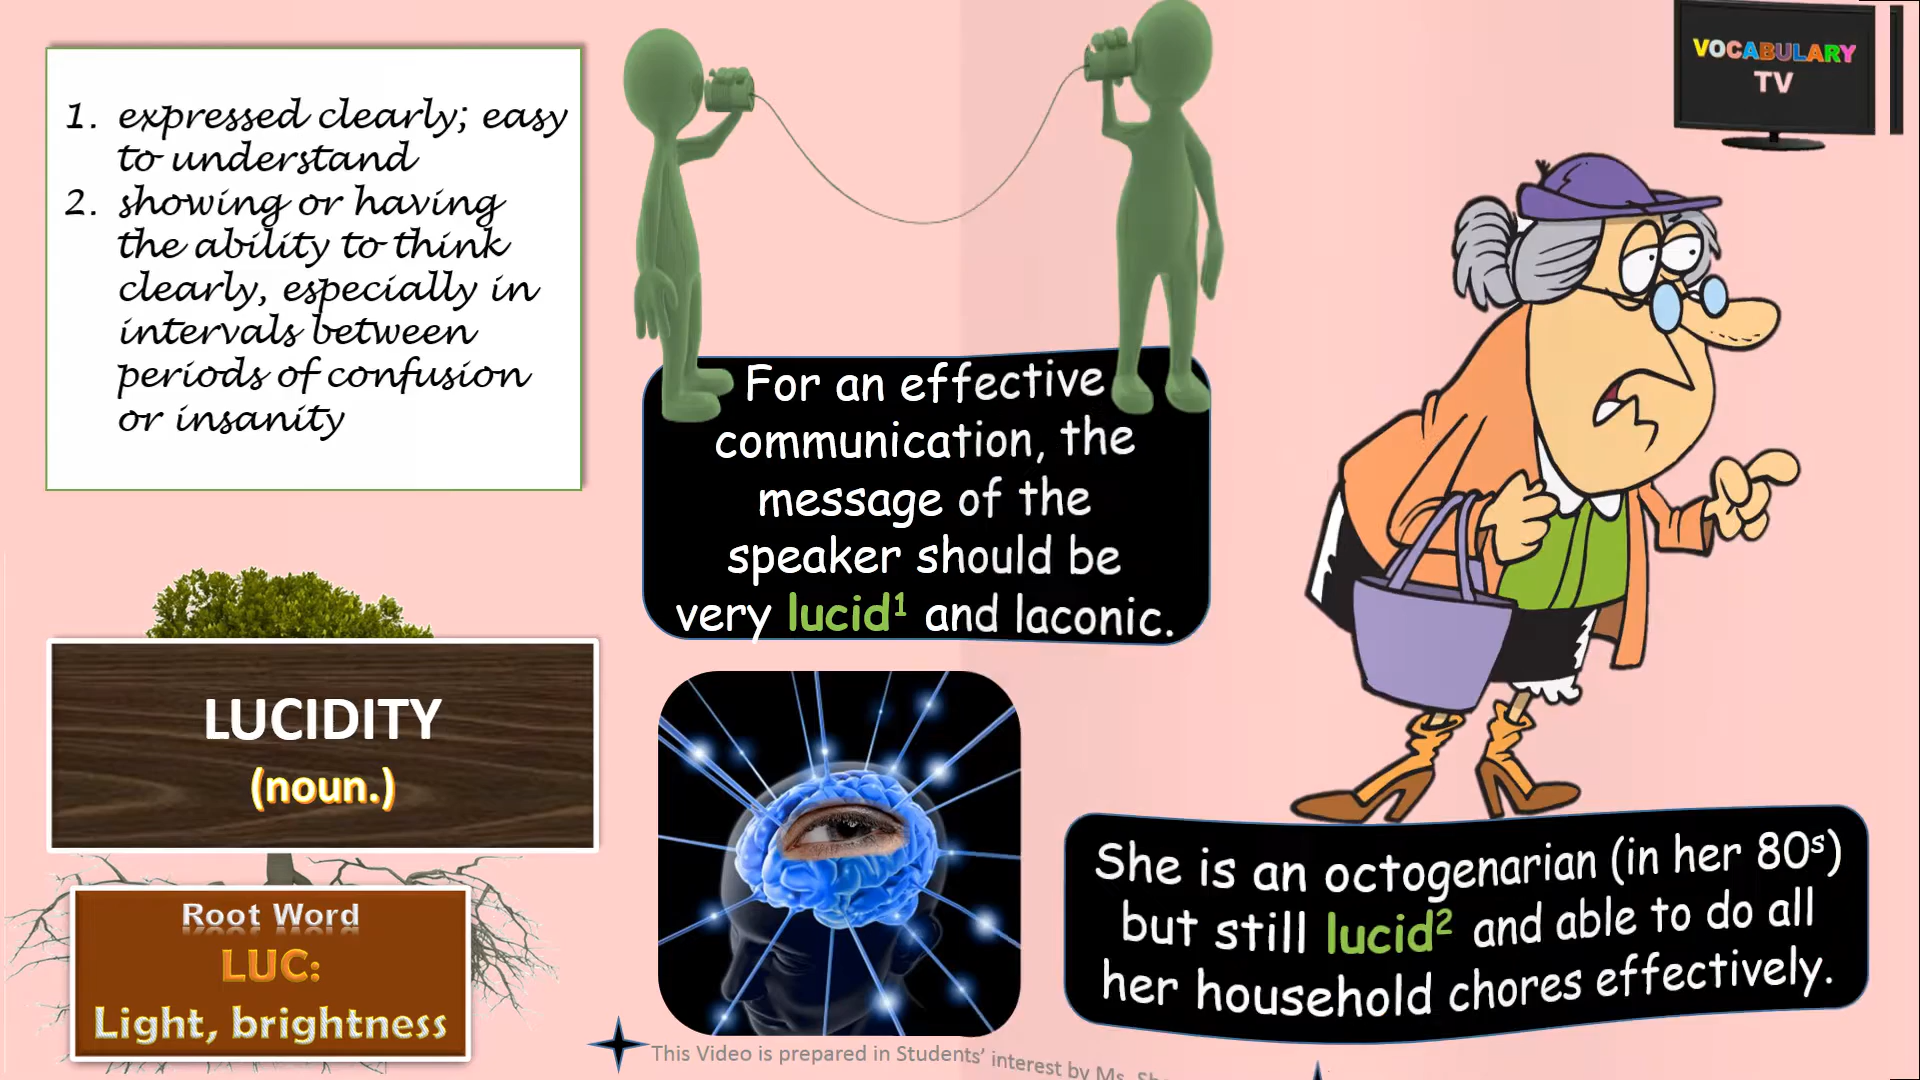 1. expressed clearly; easy
to understand
2. showing or having
the ability to think
clearly, especially in
intervals between
periods of confusion
or insanity
VOCABULARY
TV
For an effective
communication, the
message of the
speaker should be
very lucid¹ and laconic.
LUCIDITY
(noun.)
Root Word
LUC:
Light, brightness
She is an octogenarian (in her 80ˢ)
but still lucid² and able to do all
her household chores effectively.
This Video is prepared in Students' interest by Ms.